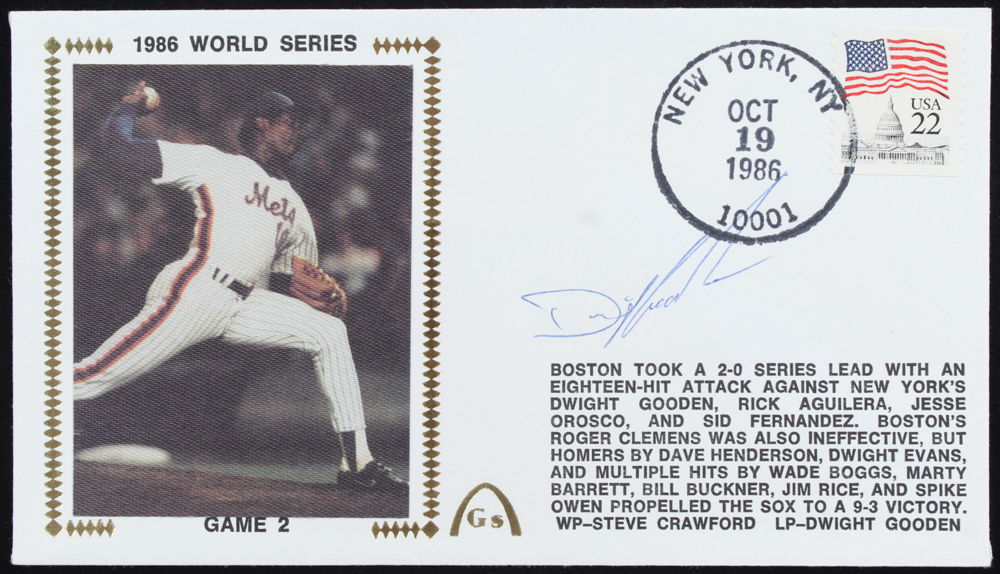 1986 WORLD SERIES
Mets
GAME 2
Gs
NEW YORK, NY
OCT
19
1986
10001
USA
22
BOSTON TOOK A 2-0 SERIES LEAD WITH AN
EIGHTEEN-HIT ATTACK AGAINST NEW YORK'S
DWIGHT GOODEN, RICK AGUILERA, JESSE
OROSCO, AND SID FERNANDEZ. BOSTON'S
ROGER CLEMENS WAS ALSO INEFFECTIVE, BUT
HOMERS BY DAVE HENDERSON, DWIGHT EVANS,
AND MULTIPLE HITS BY WADE BOGGS, MARTY
BARRETT, BILL BUCKNER, JIM RICE, AND SPIKE
OWEN PROPELLED THE SOX TO A 9-3 VICTORY.
WP–STEVE CRAWFORD LP–DWIGHT GOODEN